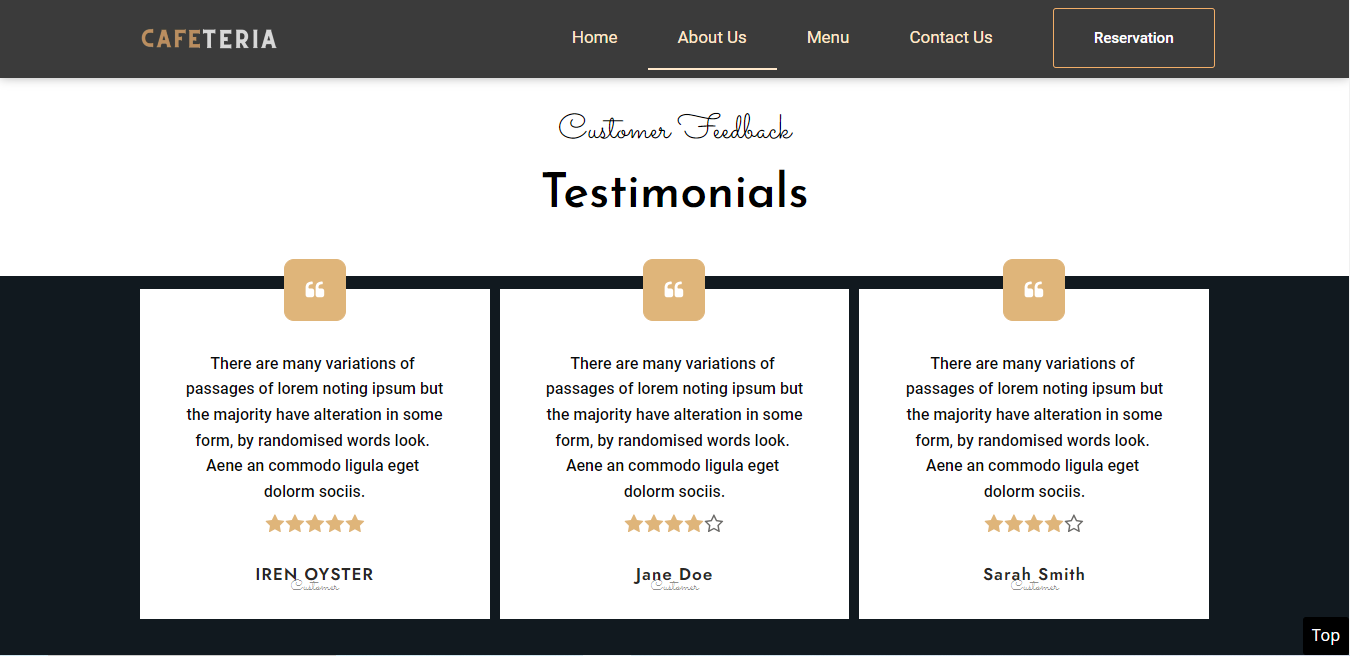 CAFETERIA
Home
About Us
Menu
Contact Us
Reservation
Customer Feedback
Testimonials
There are many variations of
passages of lorem noting ipsum but
the majority have alteration in some
form, by randomised words look.
Aene an commodo ligula eget
dolorm sociis.
IREN OYSTER
Customer
There are many variations of
passages of lorem noting ipsum but
the majority have alteration in some
form, by randomised words look.
Aene an commodo ligula eget
dolorm sociis.
Jane Doe
Customer
There are many variations of
passages of lorem noting ipsum but
the majority have alteration in some
form, by randomised words look.
Aene an commodo ligula eget
dolorm sociis.
Sarah Smith
Customer
Top